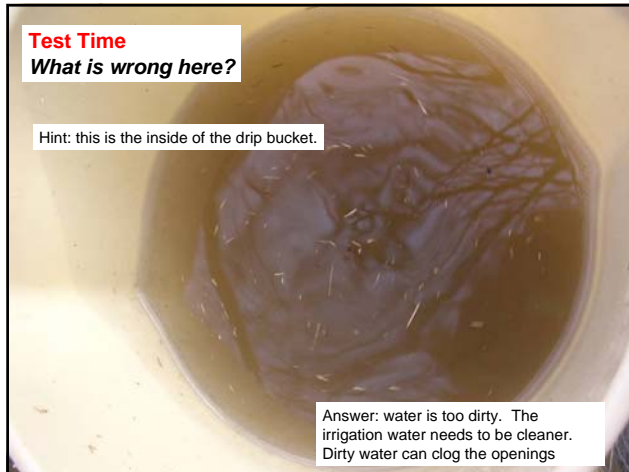 Test Time
What is wrong here?
Hint: this is the inside of the drip bucket.
Answer: water is too dirty. The
irrigation water needs to be cleaner.
Dirty water can clog the openings